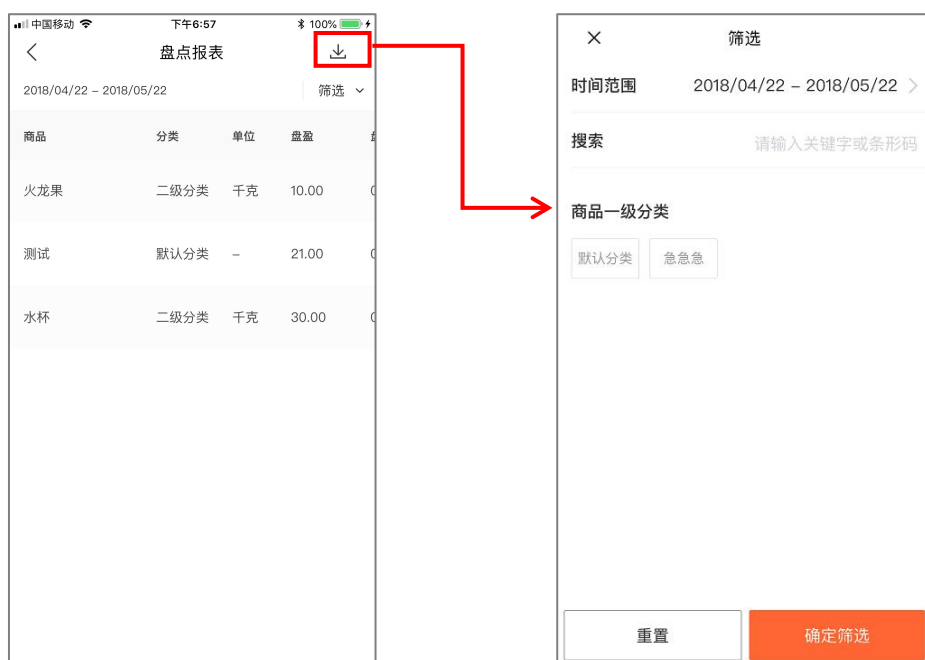 中国移动 下午6:57 100%
盘点报表
2018/04/22 – 2018/05/22 筛选
商品 分类 单位 盘盈
火龙果 二级分类 千克 10.00
测试 默认分类 – 21.00
水杯 二级分类 千克 30.00
筛选
时间范围 2018/04/22 – 2018/05/22
搜索 请输入关键字或条形码
商品一级分类
默认分类 急急急
重置 确定筛选